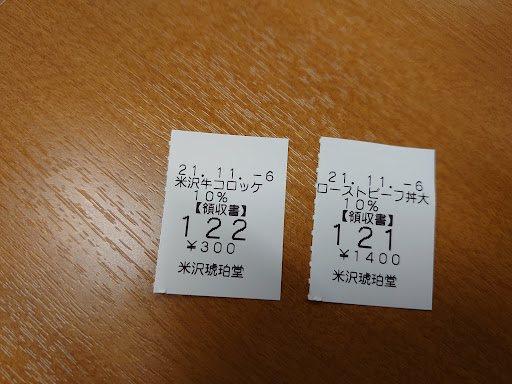 21.11.-6
米沢牛コロッケ
10%
【領収書】
122
¥300
米沢琥珀堂
21.11.-6
ローストビーフ丼大
10%
【領収書】
121
¥1400
米沢琥珀堂